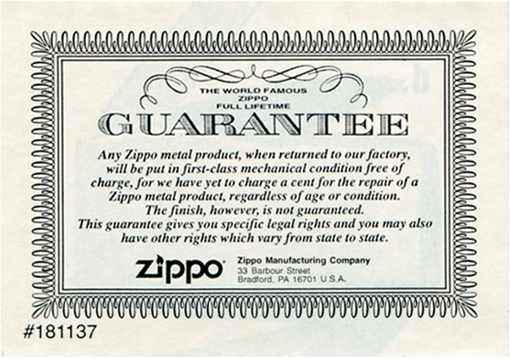 THE WORLD FAMOUS
ZIPPO
FULL LIFETIME
GUARANTEE
Any Zippo metal product, when returned to our factory,
will be put in first-class mechanical condition free of
charge, for we have yet to charge a cent for the repair of a
Zippo metal product, regardless of age or condition.
The finish, however, is not guaranteed.
This guarantee gives you specific legal rights and you may also
have other rights which vary from state to state.
zippo®
Zippo Manufacturing Company
33 Barbour Street
Bradford, PA 16701 U.S.A.
#181137